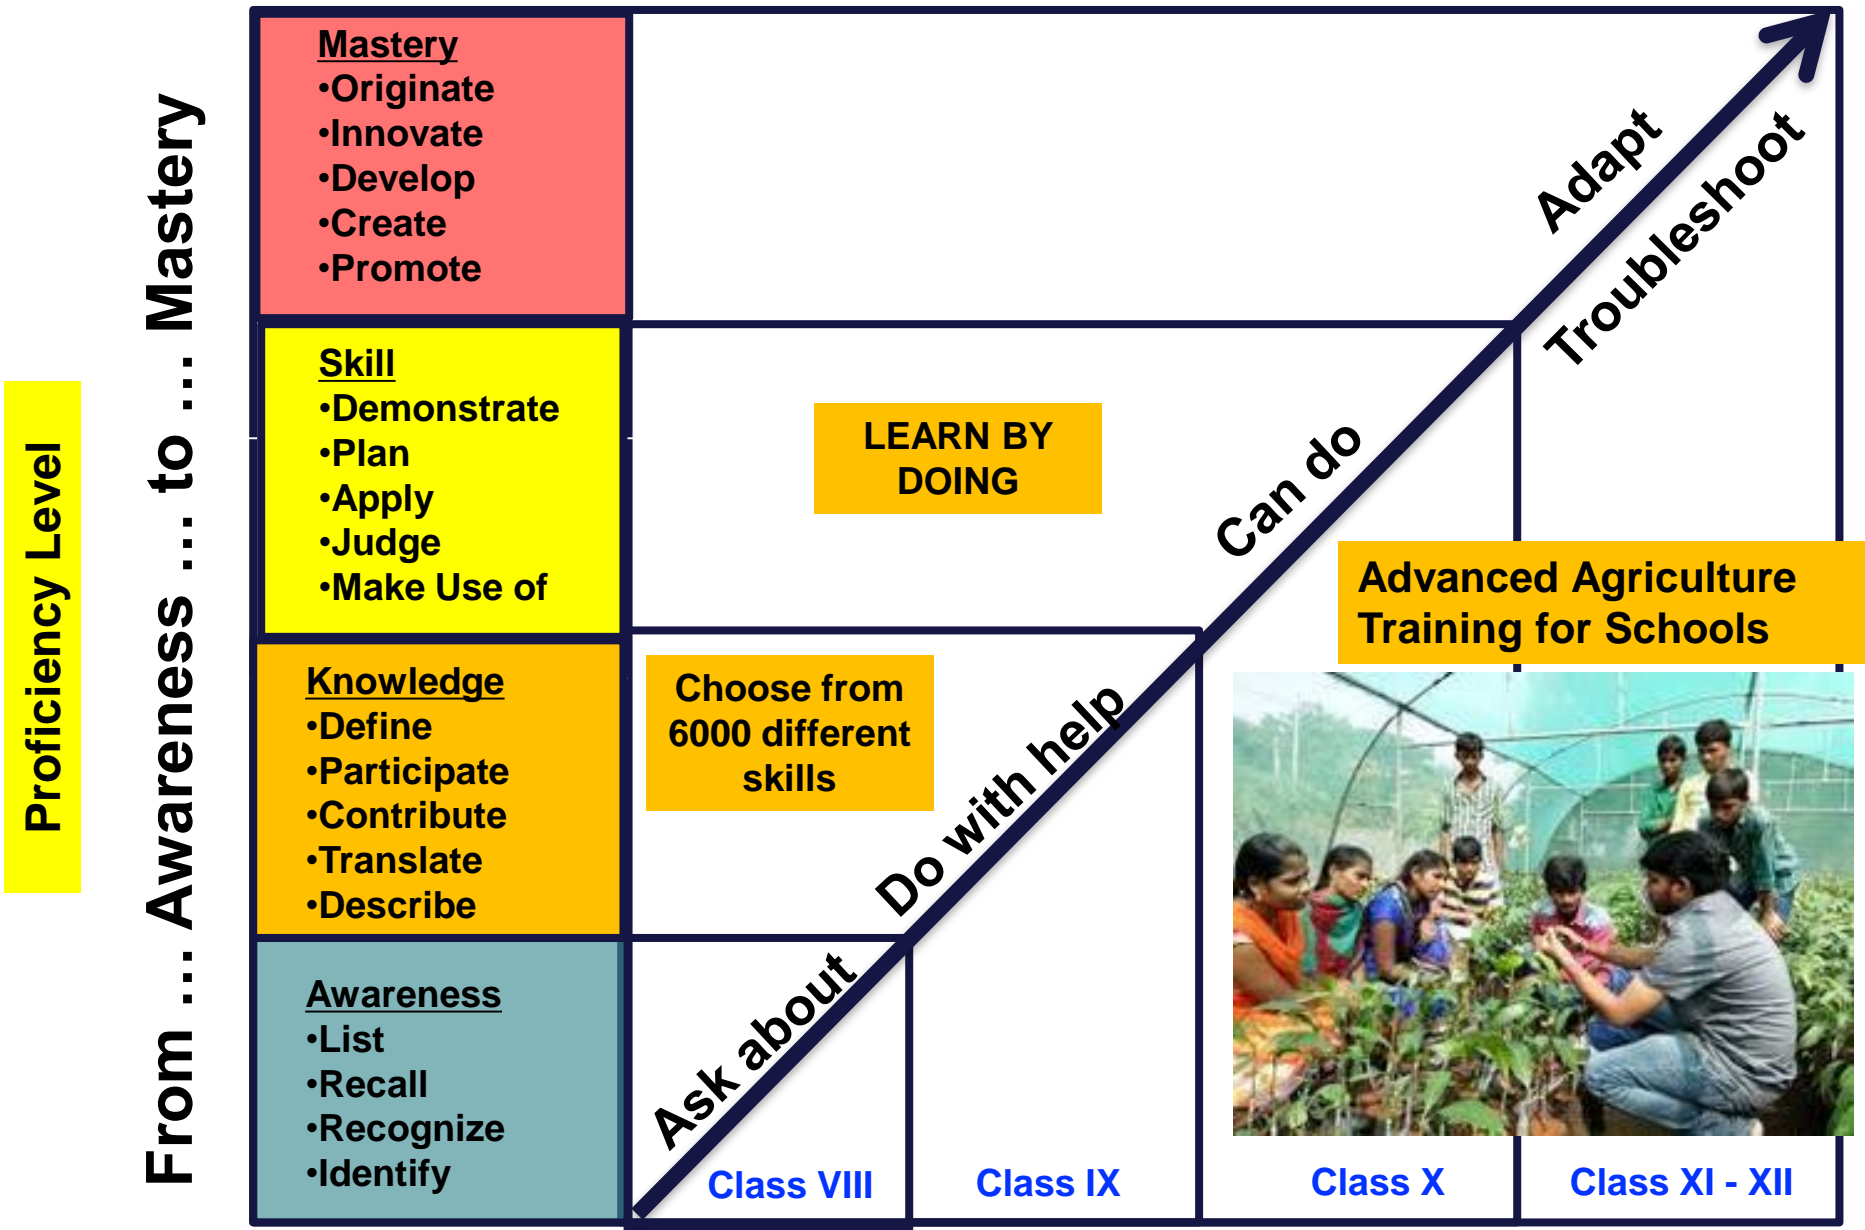 Proficiency Level
From ... Awareness ... to ... Mastery
Mastery
•Originate
•Innovate
•Develop
•Create
•Promote
Skill
•Demonstrate
•Plan
•Apply
•Judge
•Make Use of
Knowledge
•Define
•Participate
•Contribute
•Translate
•Describe
Awareness
•List
•Recall
•Recognize
•Identify
LEARN BY
DOING
Choose from
6000 different
skills
Ask about
Do with help
Can do
Adapt
Troubleshoot
Advanced Agriculture
Training for Schools
Class VIII
Class IX
Class X
Class XI - XII